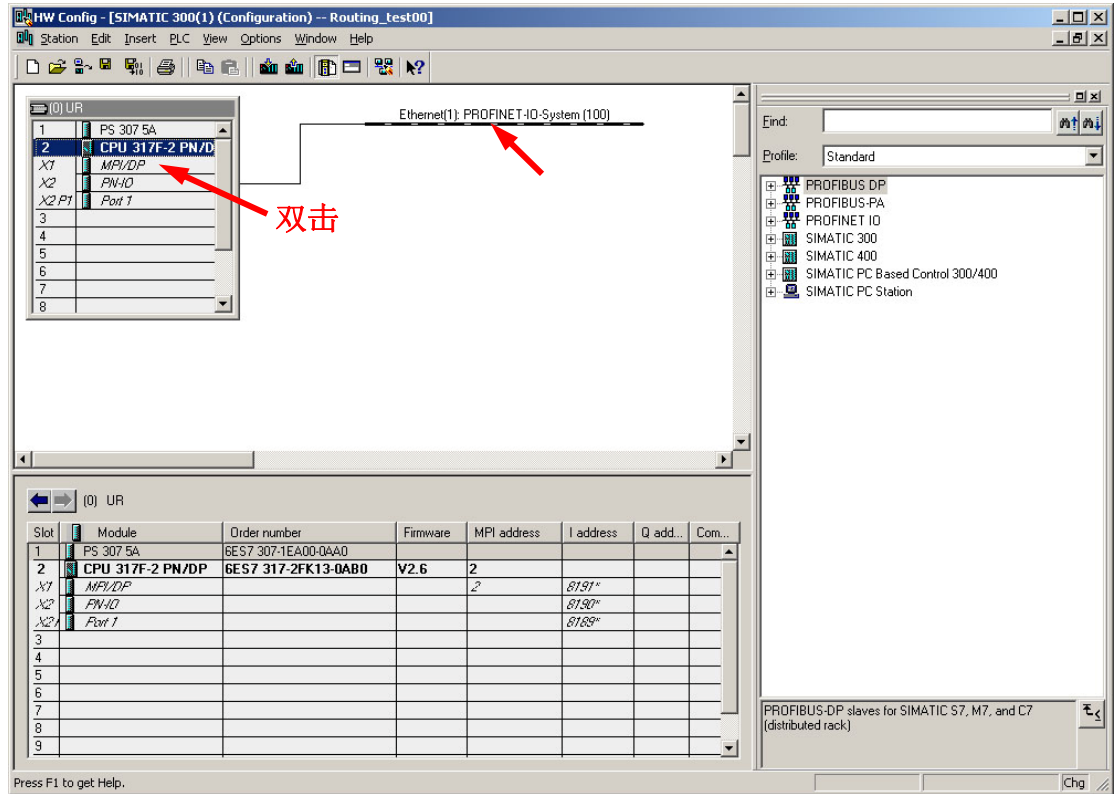 HW Config - [SIMATIC 300(1) (Configuration) -- Routing_test00]
Station Edit Insert PLC View Options Window Help
(0) UR
1 PS 307 5A
2 CPU 317F-2 PN/D
X1 MPI/DP
X2 PN-IO
X2 P1 Port 1
3
4
5
6
7
8
Ethernet(1): PROFINET-IO-System (100)
双击
Find:
Profile: Standard
PROFIBUS DP
PROFIBUS-PA
PROFINET IO
SIMATIC 300
SIMATIC 400
SIMATIC PC Based Control 300/400
SIMATIC PC Station
(0) UR
Slot Module Order number Firmware MPI address I address Q add... Com...
1 PS 307 5A 6ES7 307-1EA00-0AA0
2 CPU 317F-2 PN/DP 6ES7 317-2FK13-0AB0 V2.6 2
X1 MPI/DP 2 8191*
X2 PN-IO 8190*
X2 Port 1 8189*
3
4
5
6
7
8
9
PROFIBUS-DP slaves for SIMATIC S7, M7, and C7
(distributed rack)
Press F1 to get Help.
Chg